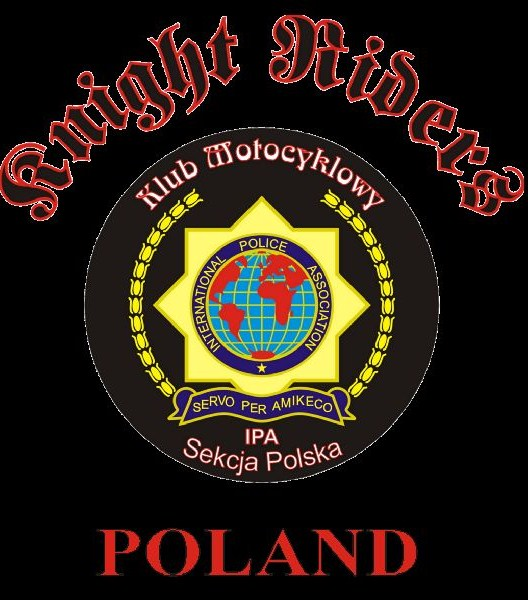 Knight Riders
Klub Motocyklowy
INTERNATIONAL POLICE ASSOCIATION
SERVO PER AMIKECO
IPA
Sekcja Polska
POLAND